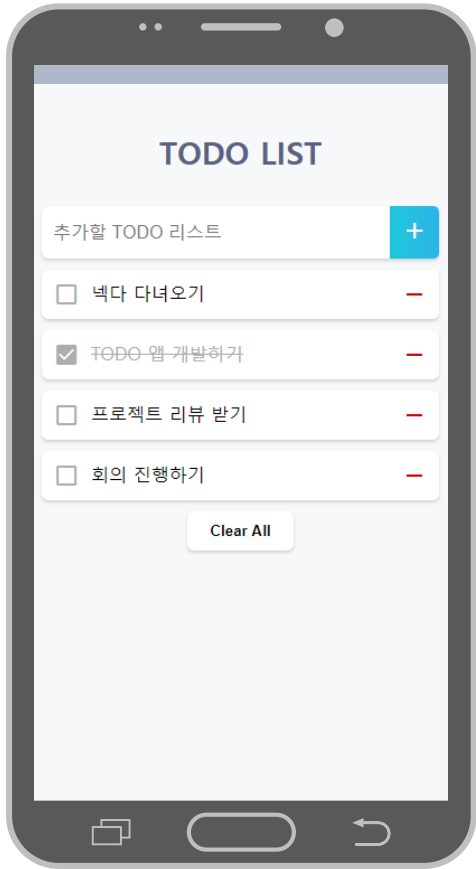 TODO LIST
추가할 TODO 리스트
+
넥다 다녀오기
TODO 앱 개발하기
프로젝트 리뷰 받기
회의 진행하기
Clear All